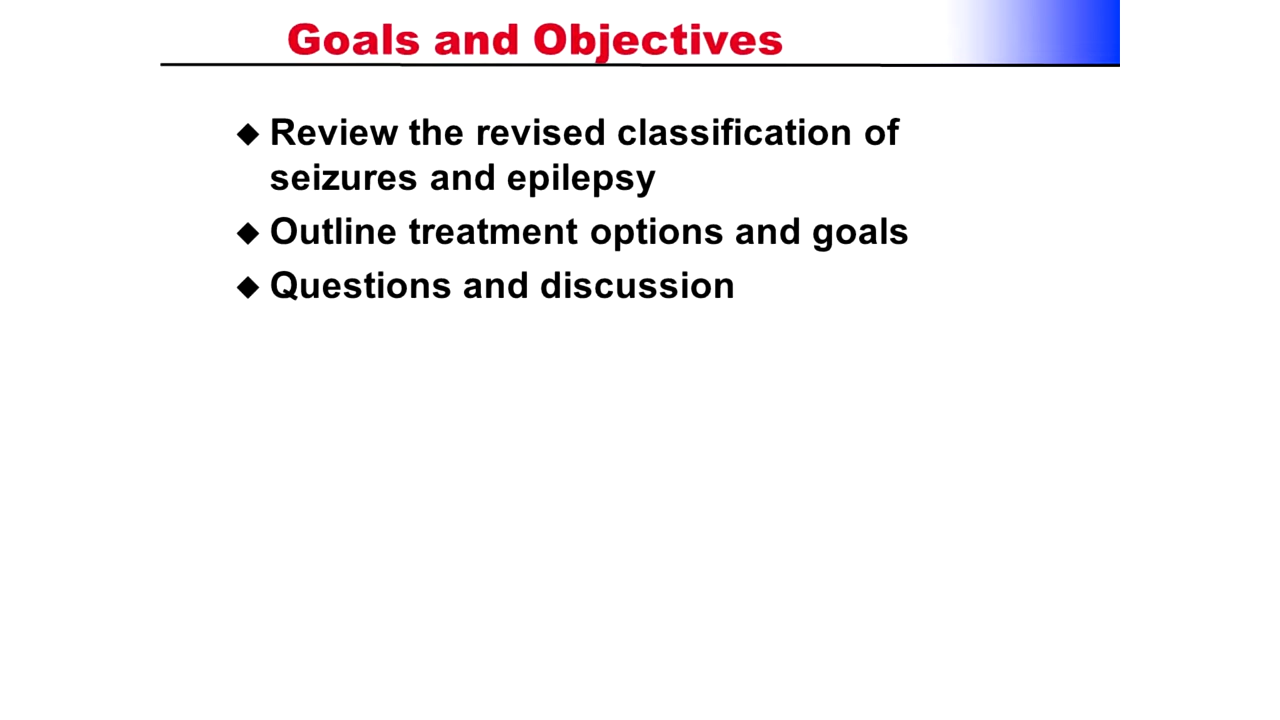 Goals and Objectives
◆ Review the revised classification of
seizures and epilepsy
◆ Outline treatment options and goals
◆ Questions and discussion